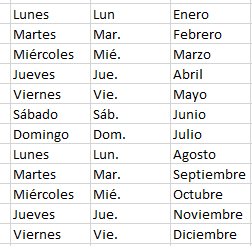 Lunes Lun Enero
Martes Mar. Febrero
Miércoles Mié. Marzo
Jueves Jue. Abril
Viernes Vie. Mayo
Sábado Sáb. Junio
Domingo Dom. Julio
Lunes Lun. Agosto
Martes Mar. Septiembre
Miércoles Mié. Octubre
Jueves Jue. Noviembre
Viernes Vie. Diciembre